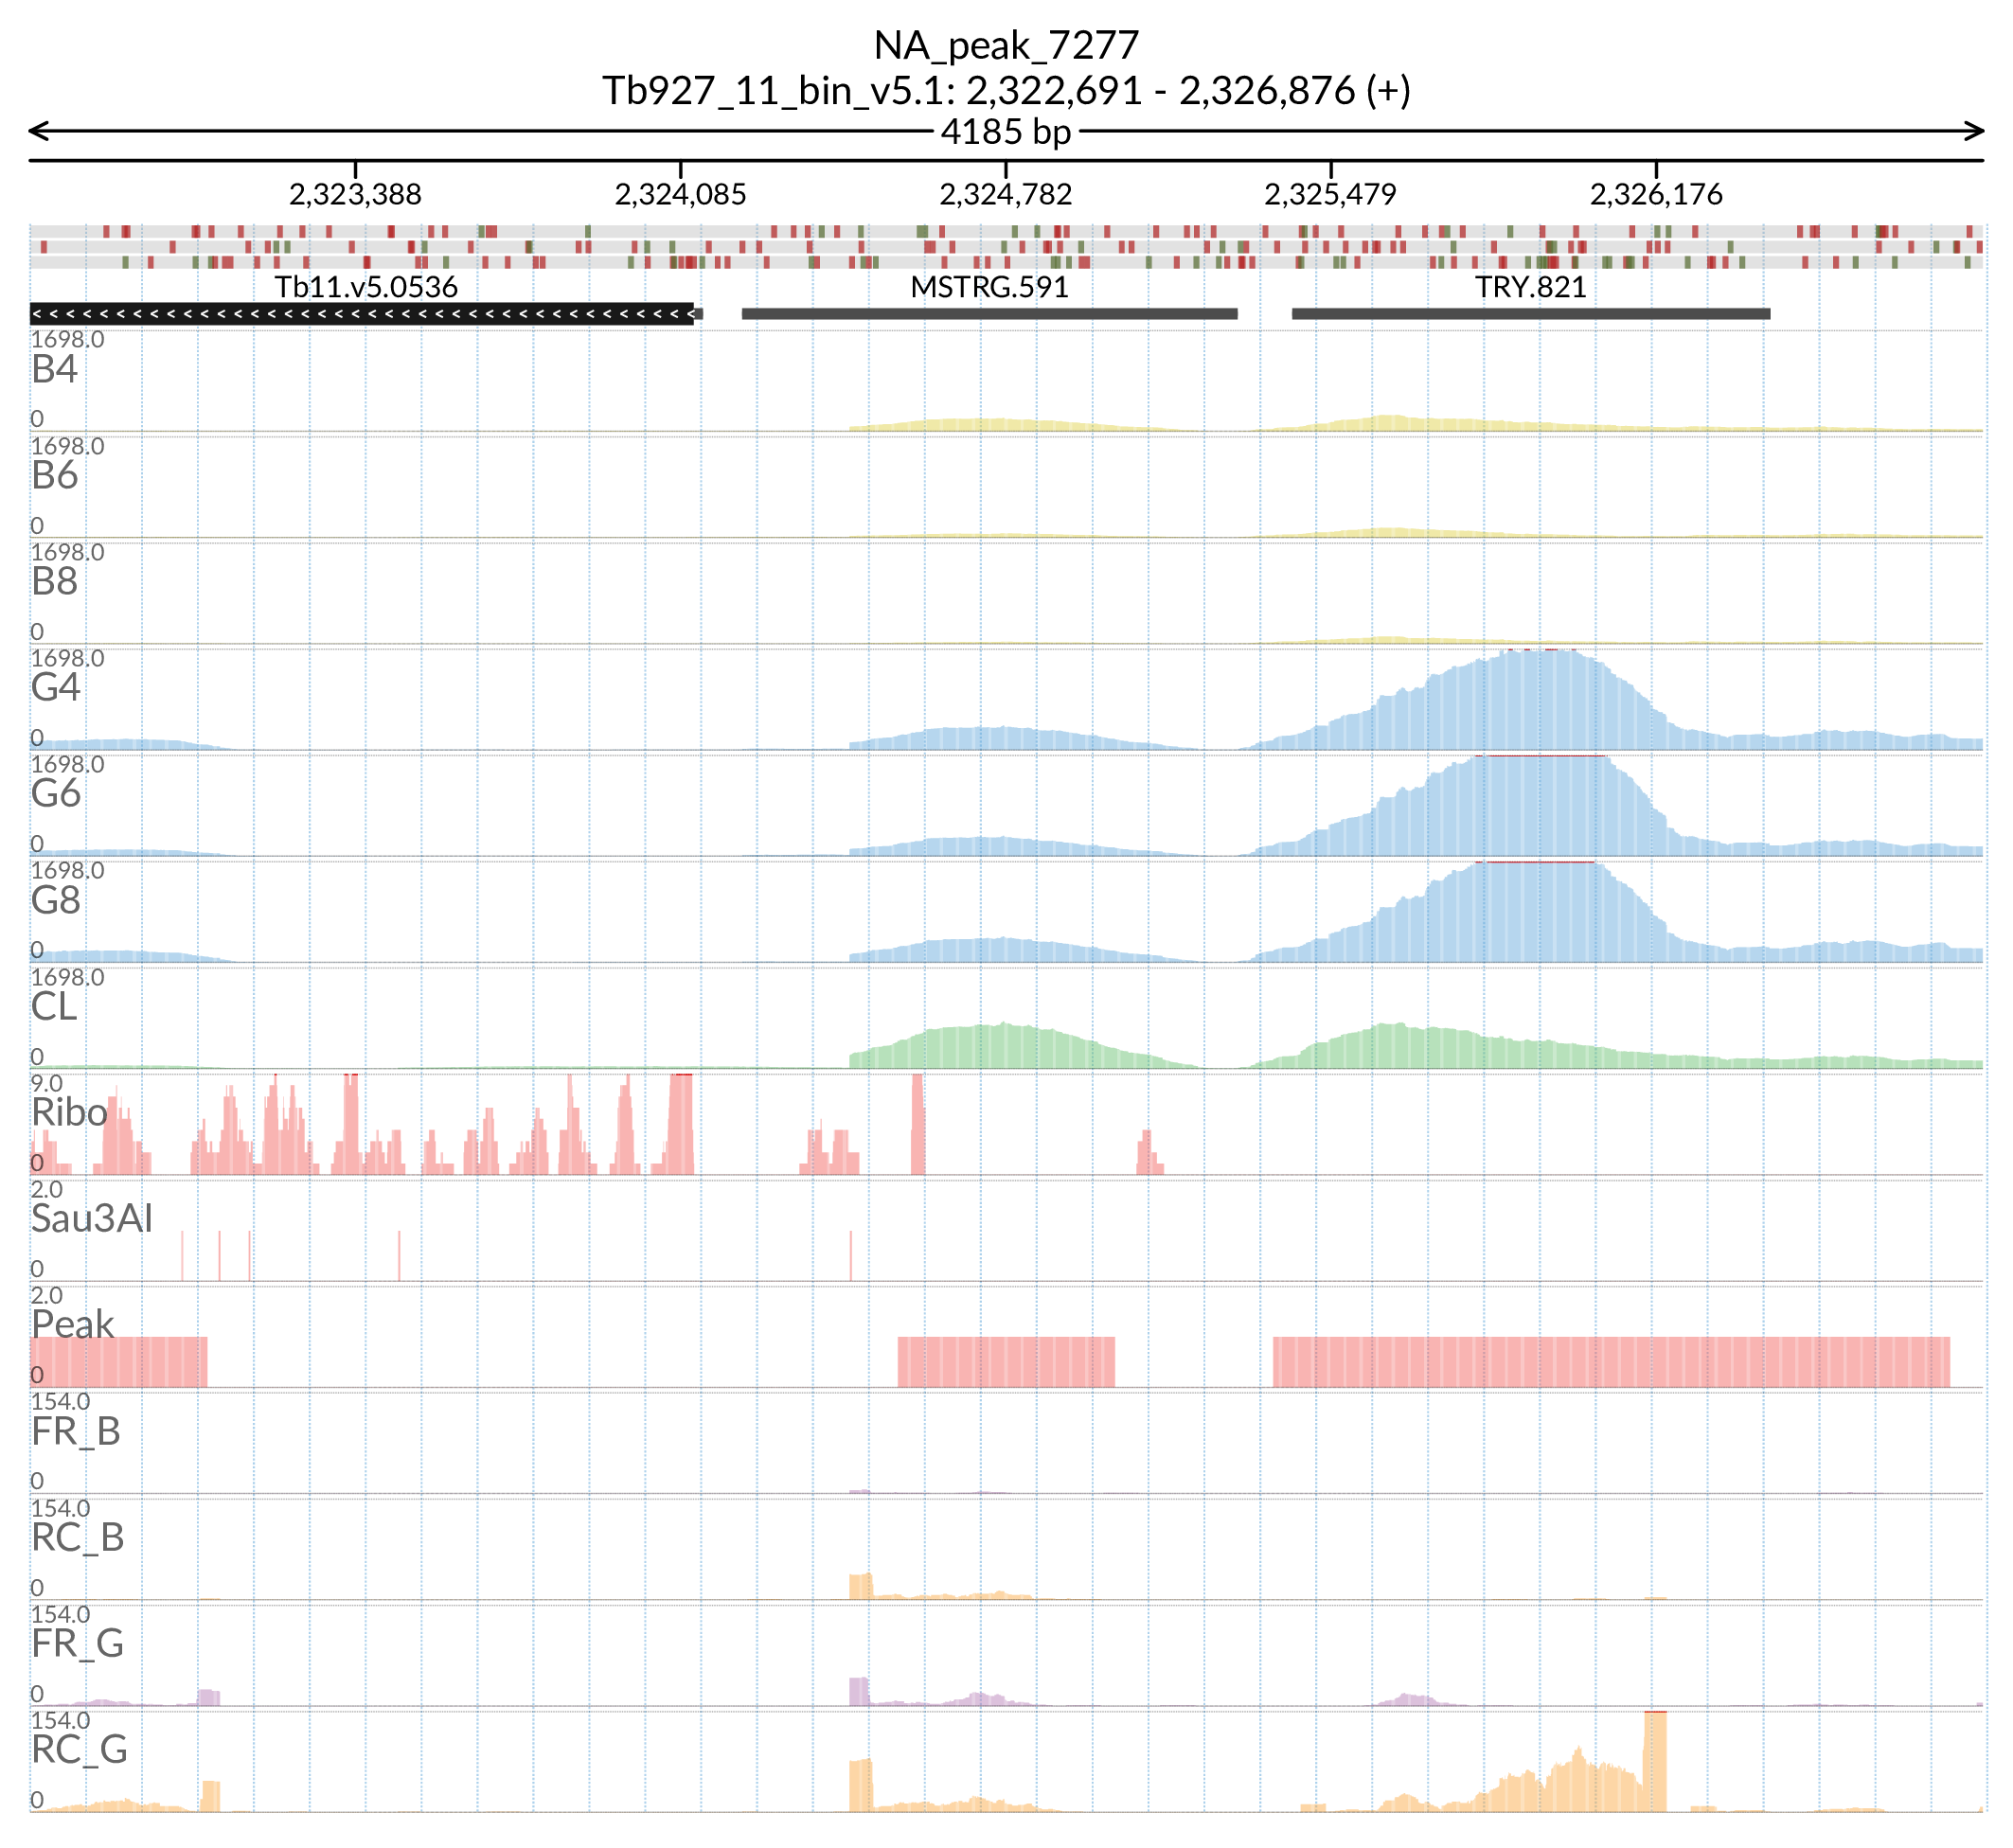 NA_peak_7277
Tb927_11_bin_v5.1: 2,322,691 - 2,326,876 (+)
4185 bp
2,323,388 2,324,085 2,324,782 2,325,479 2,326,176
Tb11.v5.0536 MSTRG.591 TRY.821
1698.0
B4
0
1698.0
B6
0
1698.0
B8
0
1698.0
G4
0
1698.0
G6
0
1698.0
G8
0
1698.0
CL
0
9.0
Ribo
0
2.0
Sau3AI
0
2.0
Peak
0
154.0
FR_B
0
154.0
RC_B
0
154.0
FR_G
0
154.0
RC_G
0